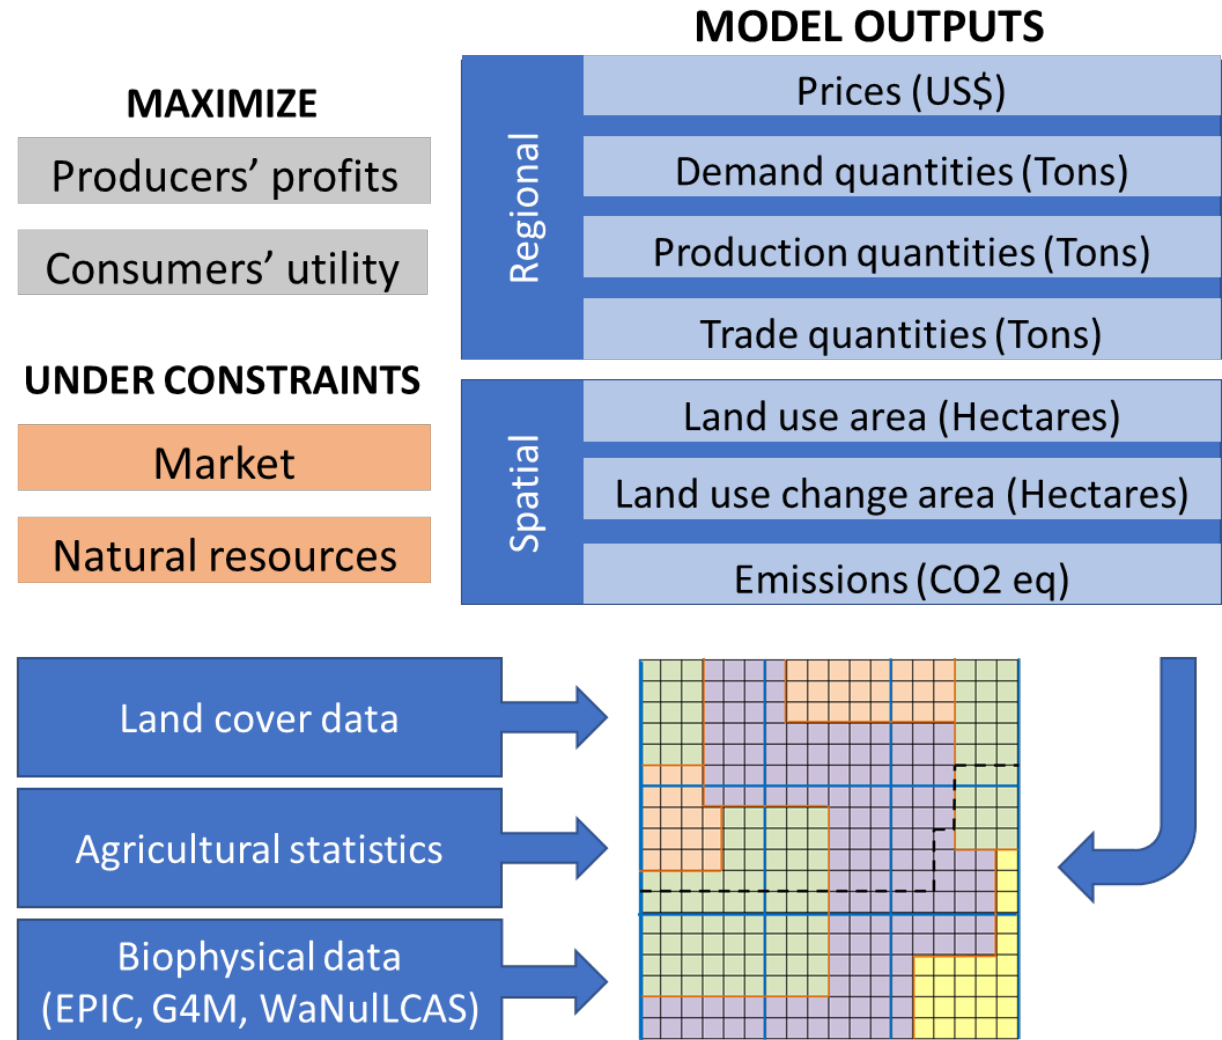 MODEL OUTPUTS
MAXIMIZE
Producers’ profits
Consumers’ utility
UNDER CONSTRAINTS
Market
Natural resources
Regional
Prices (US$)
Demand quantities (Tons)
Production quantities (Tons)
Trade quantities (Tons)
Spatial
Land use area (Hectares)
Land use change area (Hectares)
Emissions (CO2 eq)
Land cover data
Agricultural statistics
Biophysical data
(EPIC, G4M, WaNulLCAS)